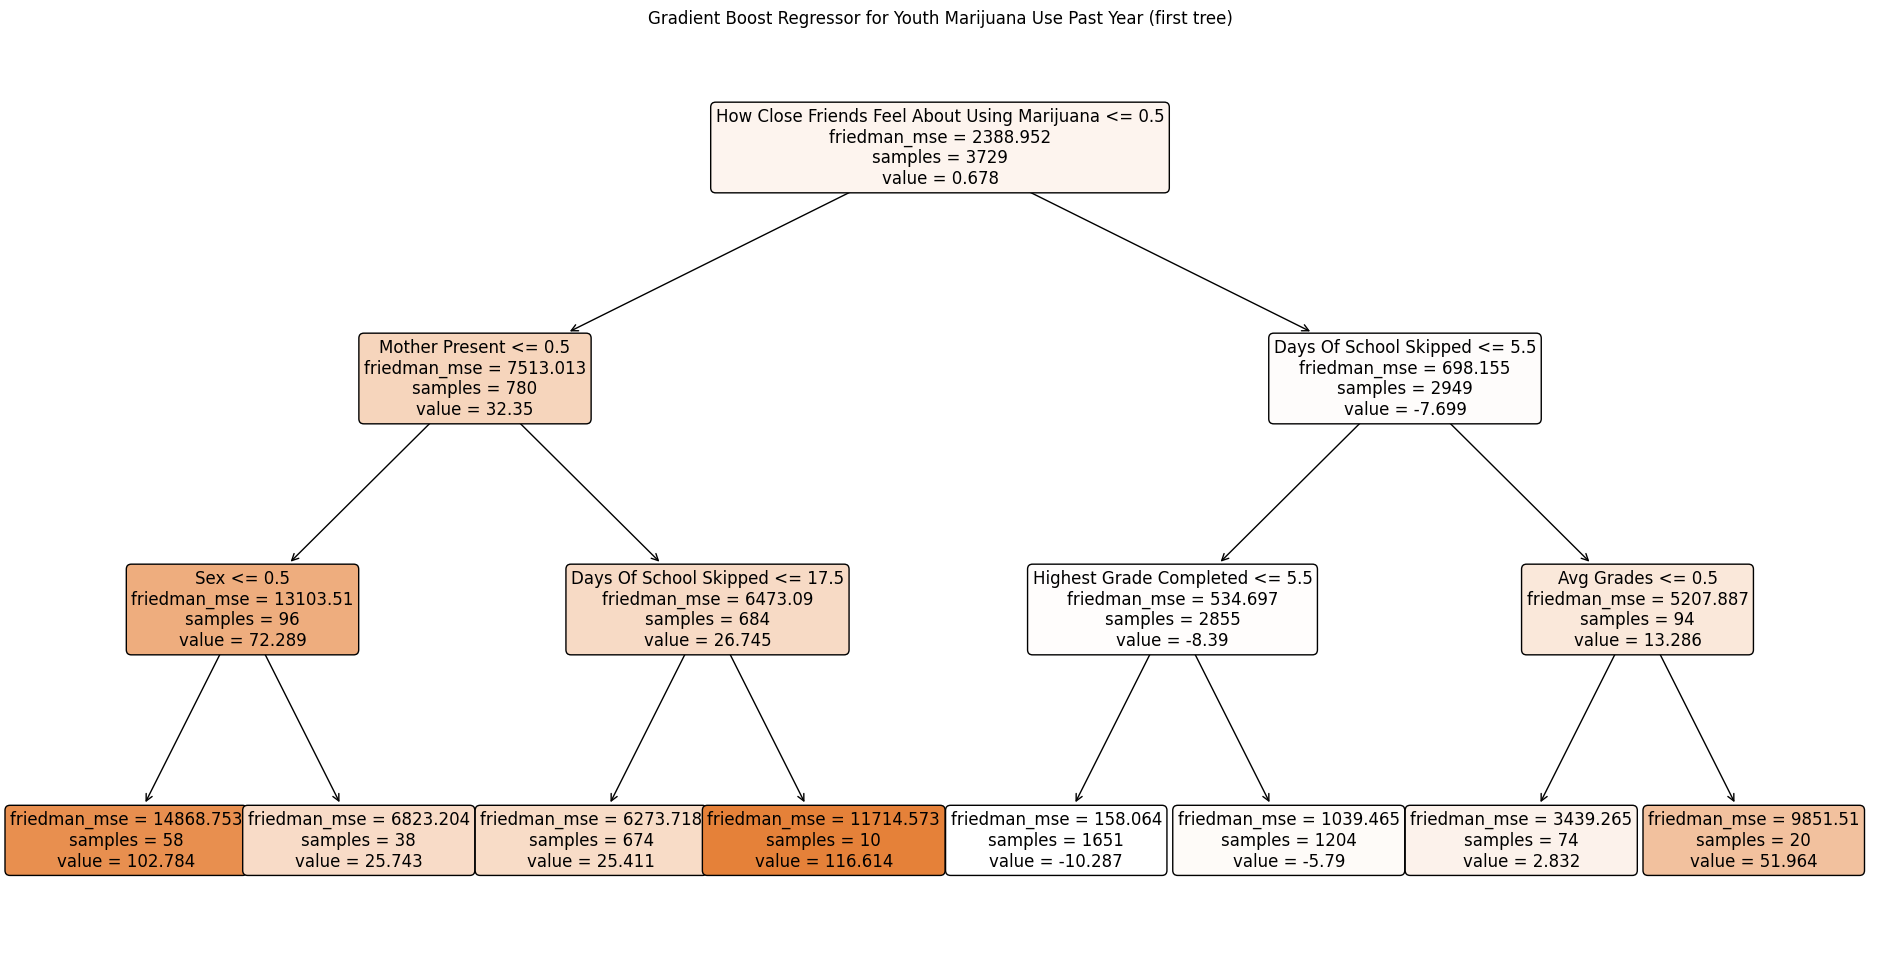 Gradient Boost Regressor for Youth Marijuana Use Past Year (first tree)
How Close Friends Feel About Using Marijuana <= 0.5
friedman_mse = 2388.952
samples = 3729
value = 0.678
Mother Present <= 0.5
friedman_mse = 7513.013
samples = 780
value = 32.35
Days Of School Skipped <= 5.5
friedman_mse = 698.155
samples = 2949
value = -7.699
Sex <= 0.5
friedman_mse = 13103.51
samples = 96
value = 72.289
Days Of School Skipped <= 17.5
friedman_mse = 6473.09
samples = 684
value = 26.745
Highest Grade Completed <= 5.5
friedman_mse = 534.697
samples = 2855
value = -8.39
Avg Grades <= 0.5
friedman_mse = 5207.887
samples = 94
value = 13.286
friedman_mse = 14868.753
samples = 58
value = 102.784
friedman_mse = 6823.204
samples = 38
value = 25.743
friedman_mse = 6273.718
samples = 674
value = 25.411
friedman_mse = 11714.573
samples = 10
value = 116.614
friedman_mse = 158.064
samples = 1651
value = -10.287
friedman_mse = 1039.465
samples = 1204
value = -5.79
friedman_mse = 3439.265
samples = 74
value = 2.832
friedman_mse = 9851.51
samples = 20
value = 51.964